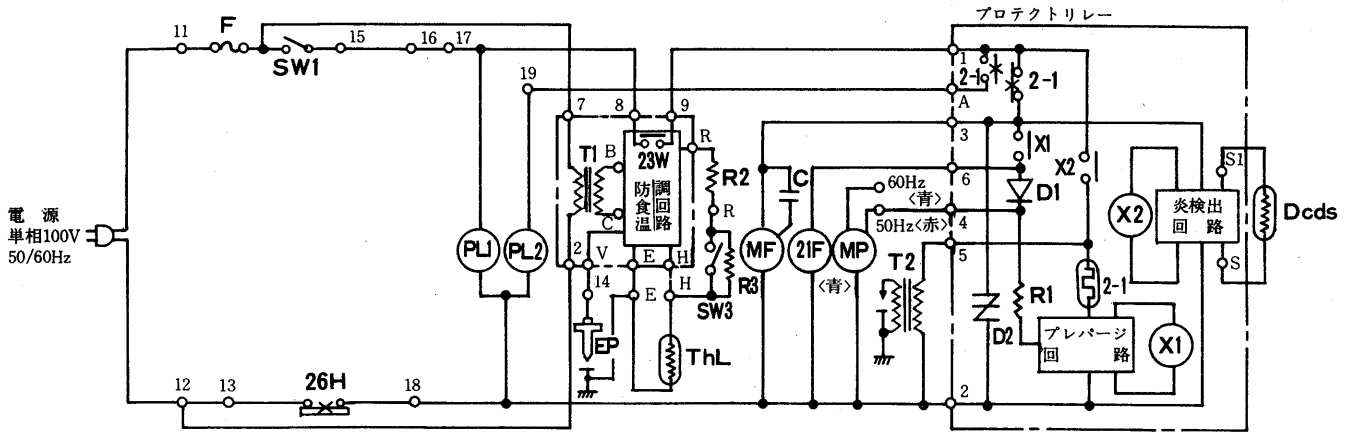 プロテクトリレー
11
F
15
16
17
SW1
19
1
2-1
2-1
A
7
8
9
3
T1
B
23W
R
X1
X2
防食 調温
回路
R2
C
6
60Hz
〈青〉
D1
S1
電源
単相100V
50/60Hz
C
R
50Hz〈赤〉
4
X2
炎検出
回路
Dcds
PL1
PL2
2
V
E
H
MF
21F
MP
5
S
14
E
H
R3
〈青〉
T2
2-1
SW3
R1
EP
D2
プレパージ
回路
X1
ThL
12
13
26H
18
2